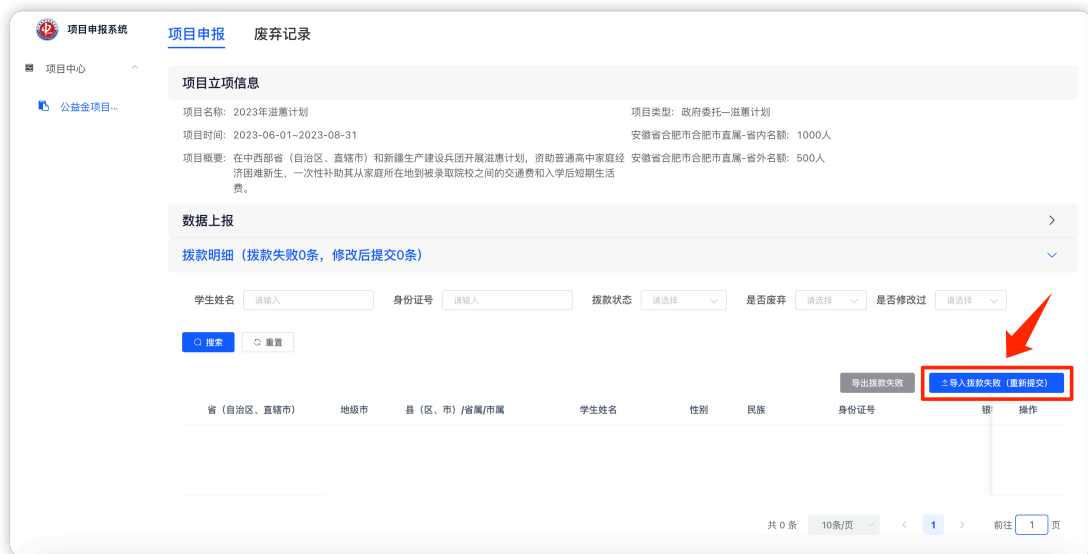 项目申报系统
项目申报 废弃记录
项目中心
公益金项目...
项目立项信息
项目名称: 2023年滋蕙计划 项目类型: 政府委托—滋蕙计划
项目时间: 2023-06-01~2023-08-31 安徽省合肥市合肥市直属-省内名额: 1000人
项目概要: 在中西部省（自治区、直辖市）和新疆生产建设兵团开展滋蕙计划，资助普通高中家庭经 安徽省合肥市合肥市直属-省外名额: 500人
济困难新生，一次性补助其从家庭所在地到被录取院校之间的交通费和入学后短期生活
费。
数据上报
拨款明细（拨款失败0条，修改后提交0条）
学生姓名 请输入 身份证号 请输入 拨款状态 请选择 是否废弃 请选择 是否修改过 请选择
搜索 重置
导出拨款失败 导入拨款失败（重新提交）
省（自治区、直辖市） 地级市 县（区、市）/省属/市属 学生姓名 性别 民族 身份证号 银 操作
共 0 条 10条/页 1 前往 1 页